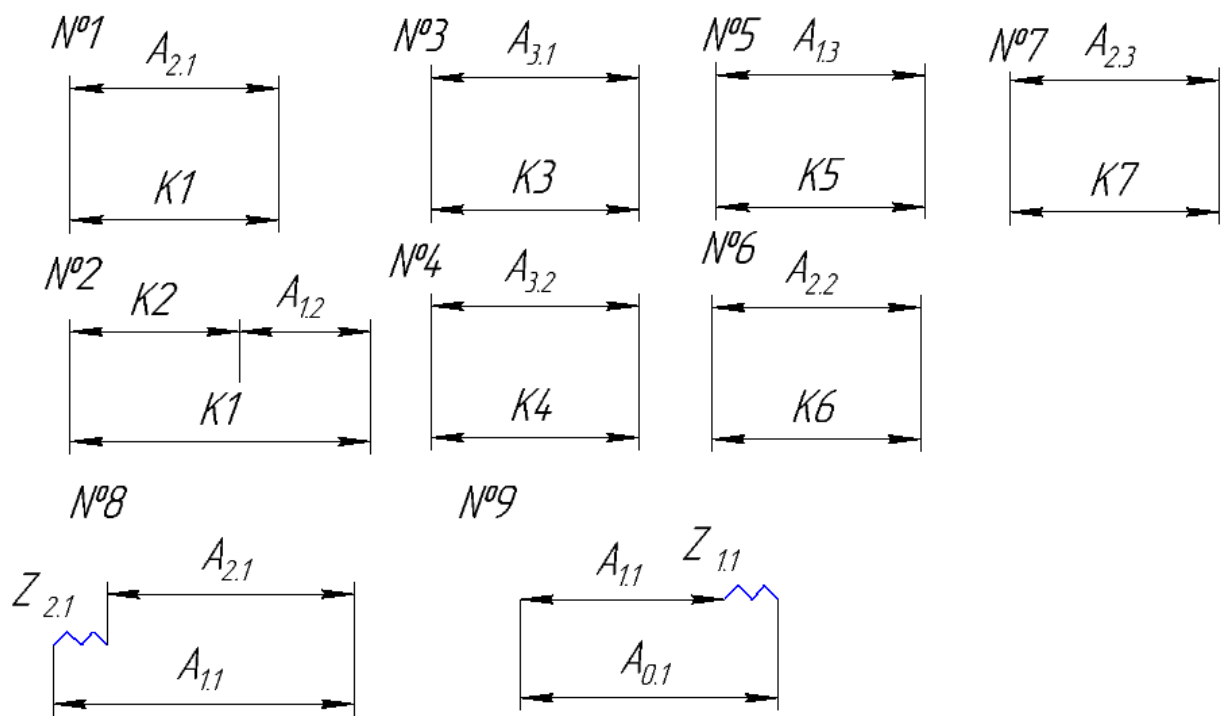 №1
A2.1
K1
№3
A3.1
K3
№5
A1.3
K5
№7
A2.3
K7
№2
K2 A1.2
K1
№4
A3.2
K4
№6
A2.2
K6
№8
A2.1
Z 2.1
A1.1
№9
A1.1 Z 1.1
A0.1